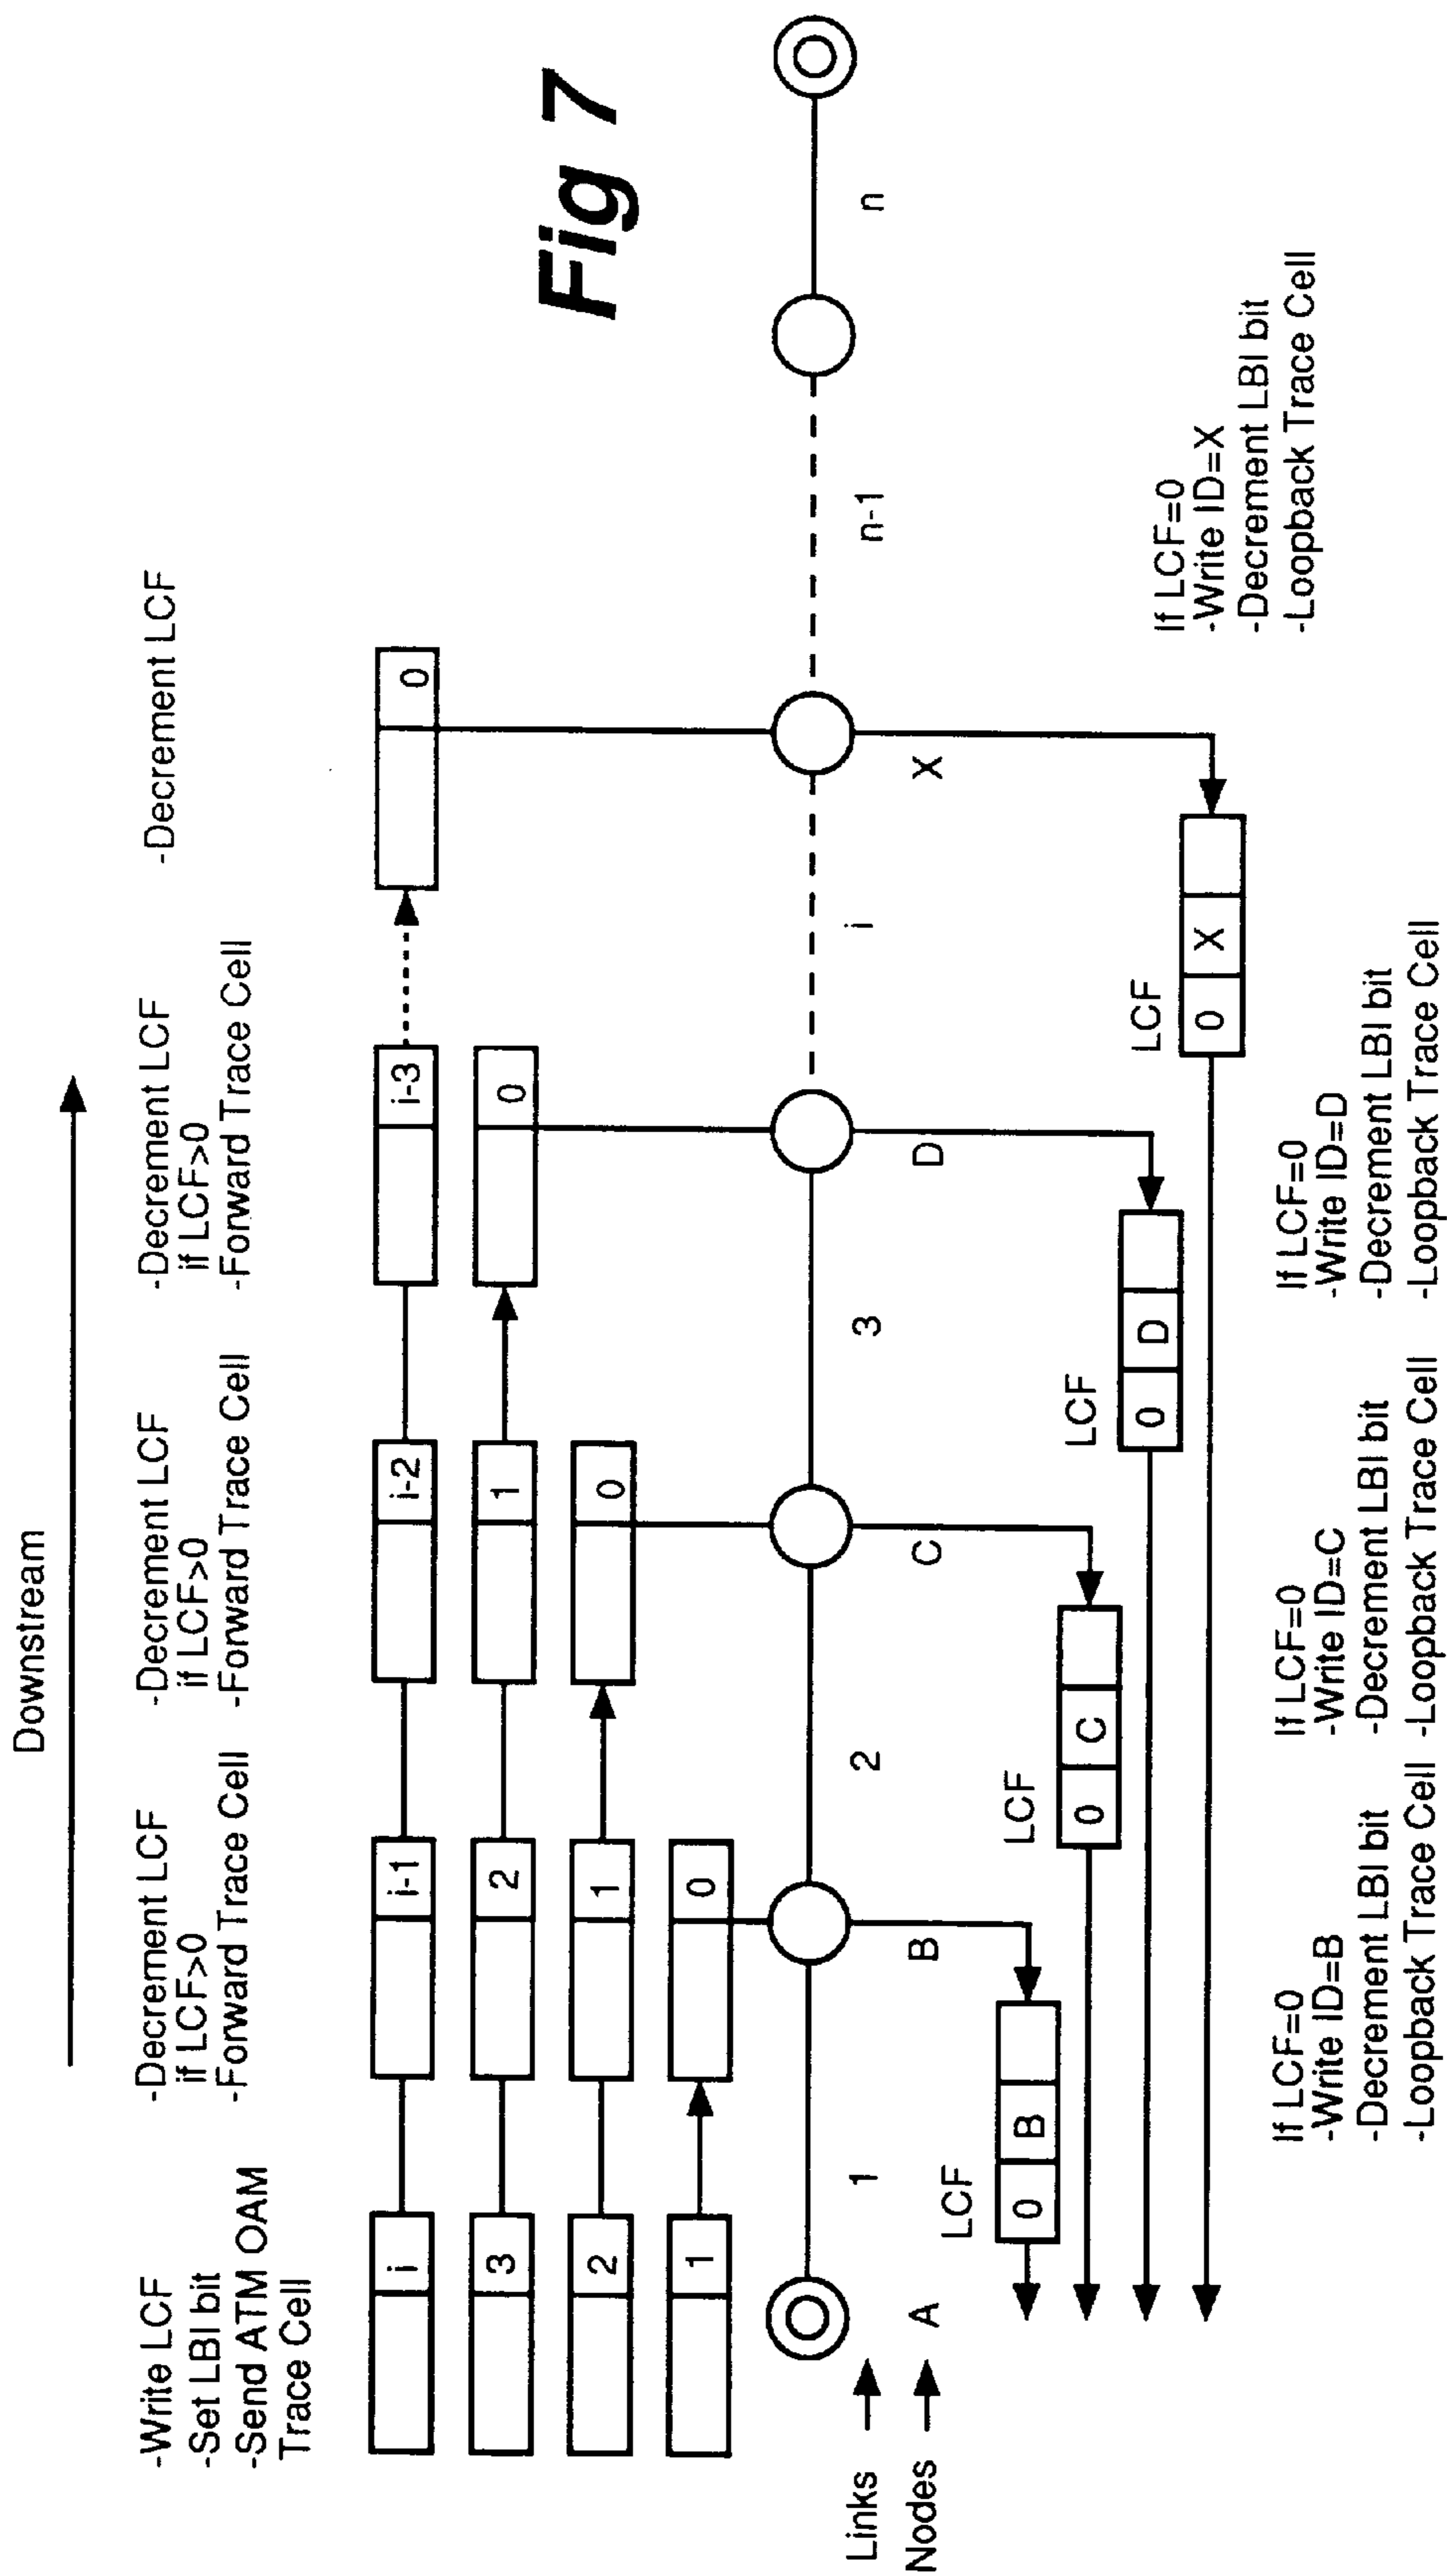 Downstream
-Write LCF
-Set LBI bit
-Send ATM OAM
Trace Cell
-Decrement LCF
if LCF>0
-Forward Trace Cell
-Decrement LCF
if LCF>0
-Forward Trace Cell
-Decrement LCF
if LCF>0
-Forward Trace Cell
-Decrement LCF
i
i-1
i-2
i-3
0
3
2
1
0
2
1
0
1
0
Fig 7
Links
1
2
3
i
n-1
n
Nodes
A
B
C
D
X
LCF
0 B
LCF
0 C
LCF
0 D
LCF
0 X
If LCF=0
-Write ID=B
-Decrement LBI bit
-Loopback Trace Cell
If LCF=0
-Write ID=C
-Decrement LBI bit
-Loopback Trace Cell
If LCF=0
-Write ID=D
-Decrement LBI bit
-Loopback Trace Cell
If LCF=0
-Write ID=X
-Decrement LBI bit
-Loopback Trace Cell